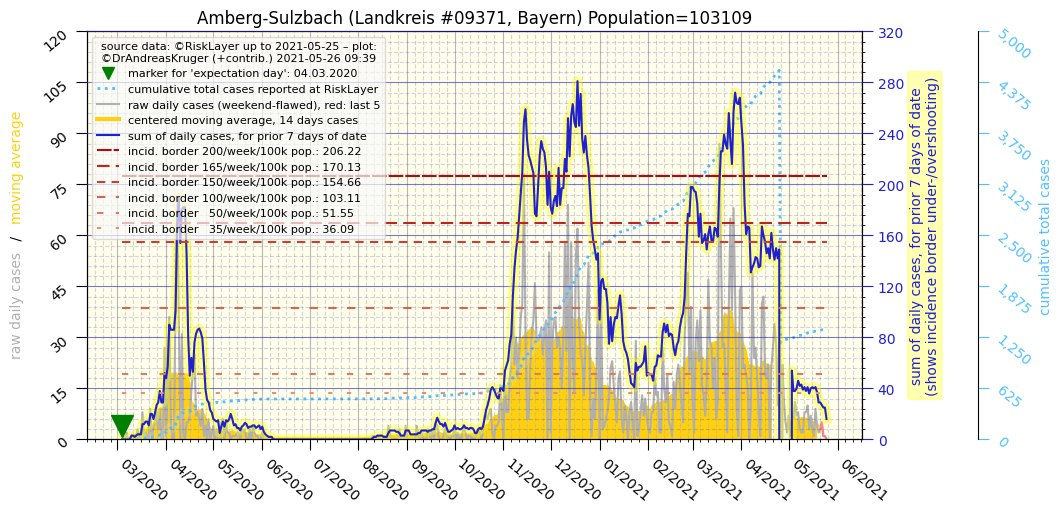 Amberg-Sulzbach (Landkreis #09371, Bayern) Population=103109
source data: ©RiskLayer up to 2021-05-25 – plot:
©DrAndreasKruger (+contrib.) 2021-05-26 09:39
marker for 'expectation day': 04.03.2020
cumulative total cases reported at RiskLayer
raw daily cases (weekend-flawed), red: last 5
centered moving average, 14 days cases
sum of daily cases, for prior 7 days of date
incid. border 200/week/100k pop.: 206.22
incid. border 165/week/100k pop.: 170.13
incid. border 150/week/100k pop.: 154.66
incid. border 100/week/100k pop.: 103.11
incid. border   50/week/100k pop.: 51.55
incid. border   35/week/100k pop.: 36.09
raw daily cases   /   moving average
120
105
90
75
60
45
30
15
0
03/2020
04/2020
05/2020
06/2020
07/2020
08/2020
09/2020
10/2020
11/2020
12/2020
01/2021
02/2021
03/2021
04/2021
05/2021
06/2021
320
280
240
200
160
120
80
40
0
sum of daily cases, for prior 7 days of date
(shows incidence border under-/overshooting)
5,000
4,375
3,750
3,125
2,500
1,875
1,250
625
0
cumulative total cases